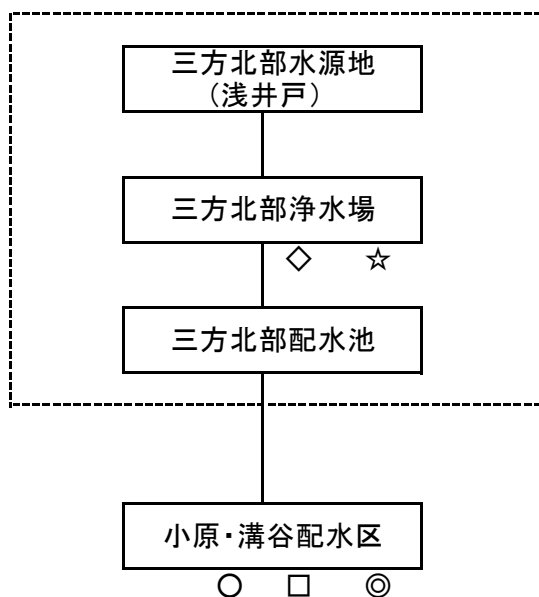 三方北部水源地
（浅井戸）
三方北部浄水場
◇ ☆
三方北部配水池
小原・溝谷配水区
○ □ ◎